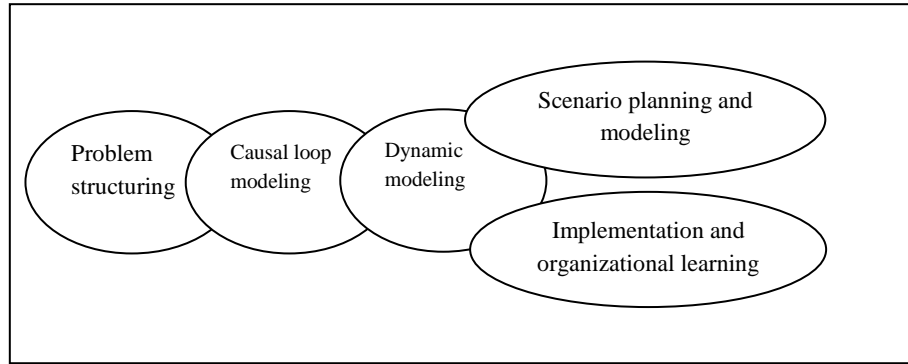 Problem
structuring
Causal loop
modeling
Dynamic
modeling
Scenario planning and
modeling
Implementation and
organizational learning